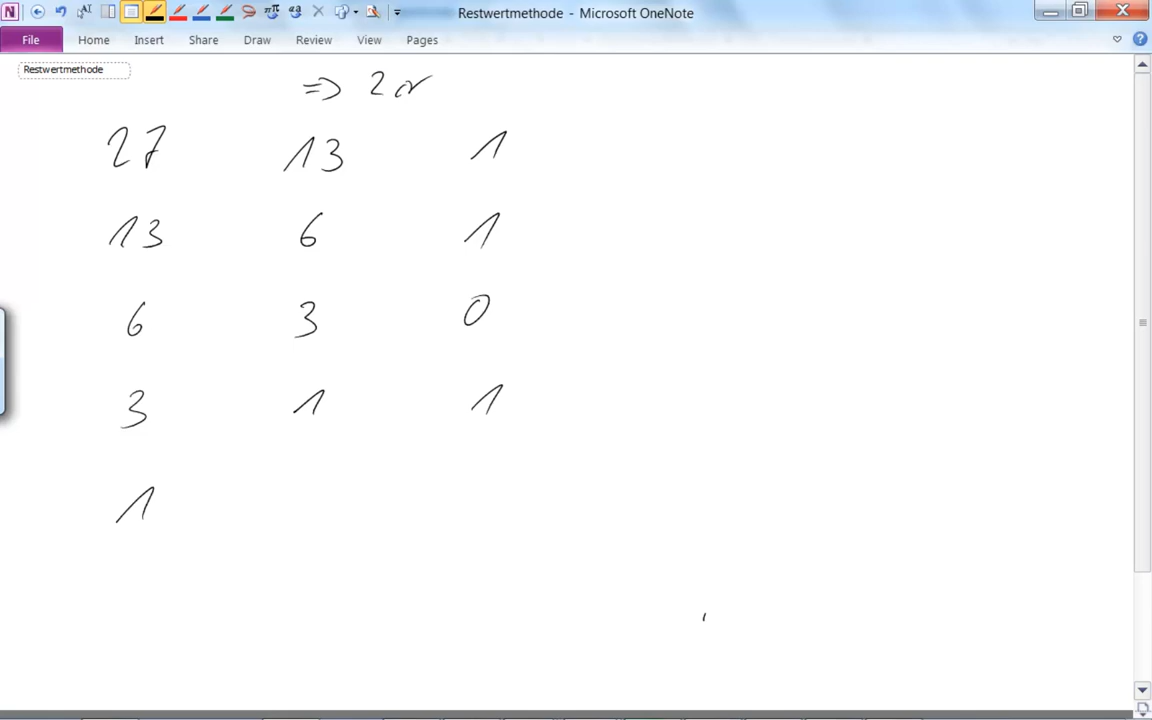 Restwertmethode - Microsoft OneNote
File Home Insert Share Draw Review View Pages
Restwertmethode
=> 2er
27 13 1
13 6 1
6 3 0
3 1 1
1